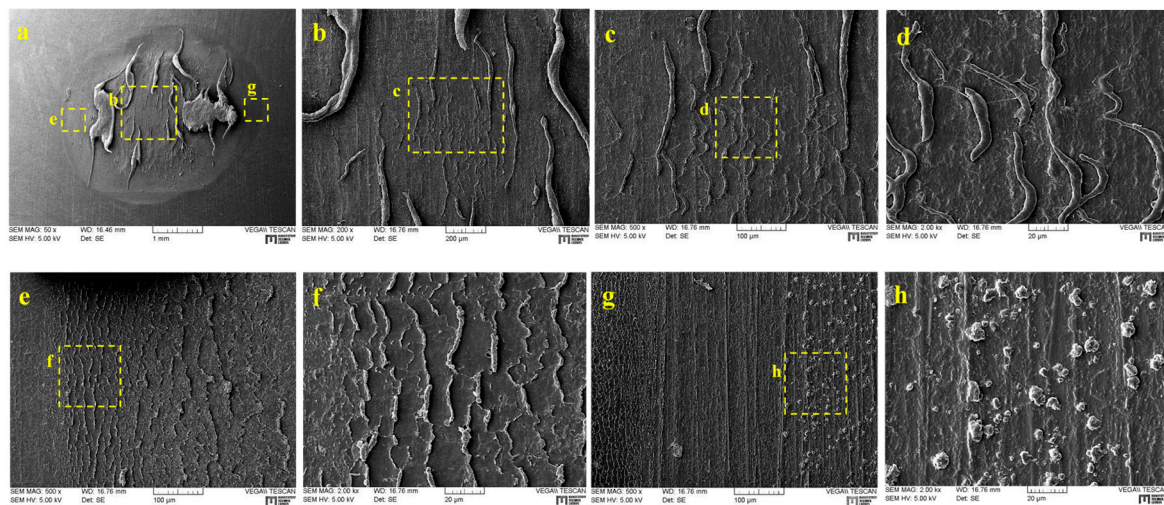 a
b
e
g
SEM MAG: 50 x WD: 16.46 mm VEGA\\ TESCAN
SEM HV: 5.00 kV Det: SE 1 mm
b
c
SEM MAG: 200 x WD: 16.76 mm VEGA\\ TESCAN
SEM HV: 5.00 kV Det: SE 200 µm
c
d
SEM MAG: 500 x WD: 16.76 mm VEGA\\ TESCAN
SEM HV: 5.00 kV Det: SE 100 µm
d
SEM MAG: 2.00 kx WD: 16.76 mm VEGA\\ TESCAN
SEM HV: 5.00 kV Det: SE 20 µm
e
f
SEM MAG: 500 x WD: 16.76 mm VEGA\\ TESCAN
SEM HV: 5.00 kV Det: SE 100 µm
f
SEM MAG: 2.00 kx WD: 16.76 mm VEGA\\ TESCAN
SEM HV: 5.00 kV Det: SE 20 µm
g
h
SEM MAG: 500 x WD: 16.76 mm VEGA\\ TESCAN
SEM HV: 5.00 kV Det: SE 100 µm
h
SEM MAG: 2.00 kx WD: 16.76 mm VEGA\\ TESCAN
SEM HV: 5.00 kV Det: SE 20 µm